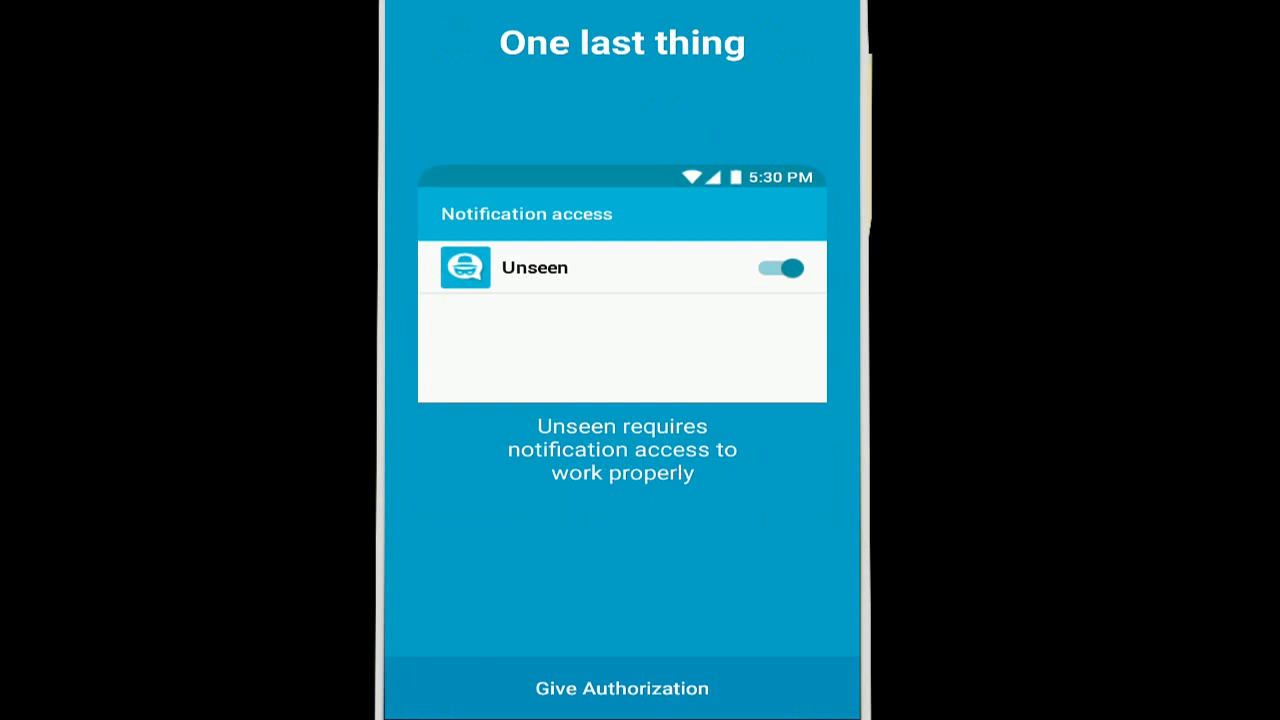 One last thing
5:30 PM
Notification access
Unseen
Unseen requires
notification access to
work properly
Give Authorization